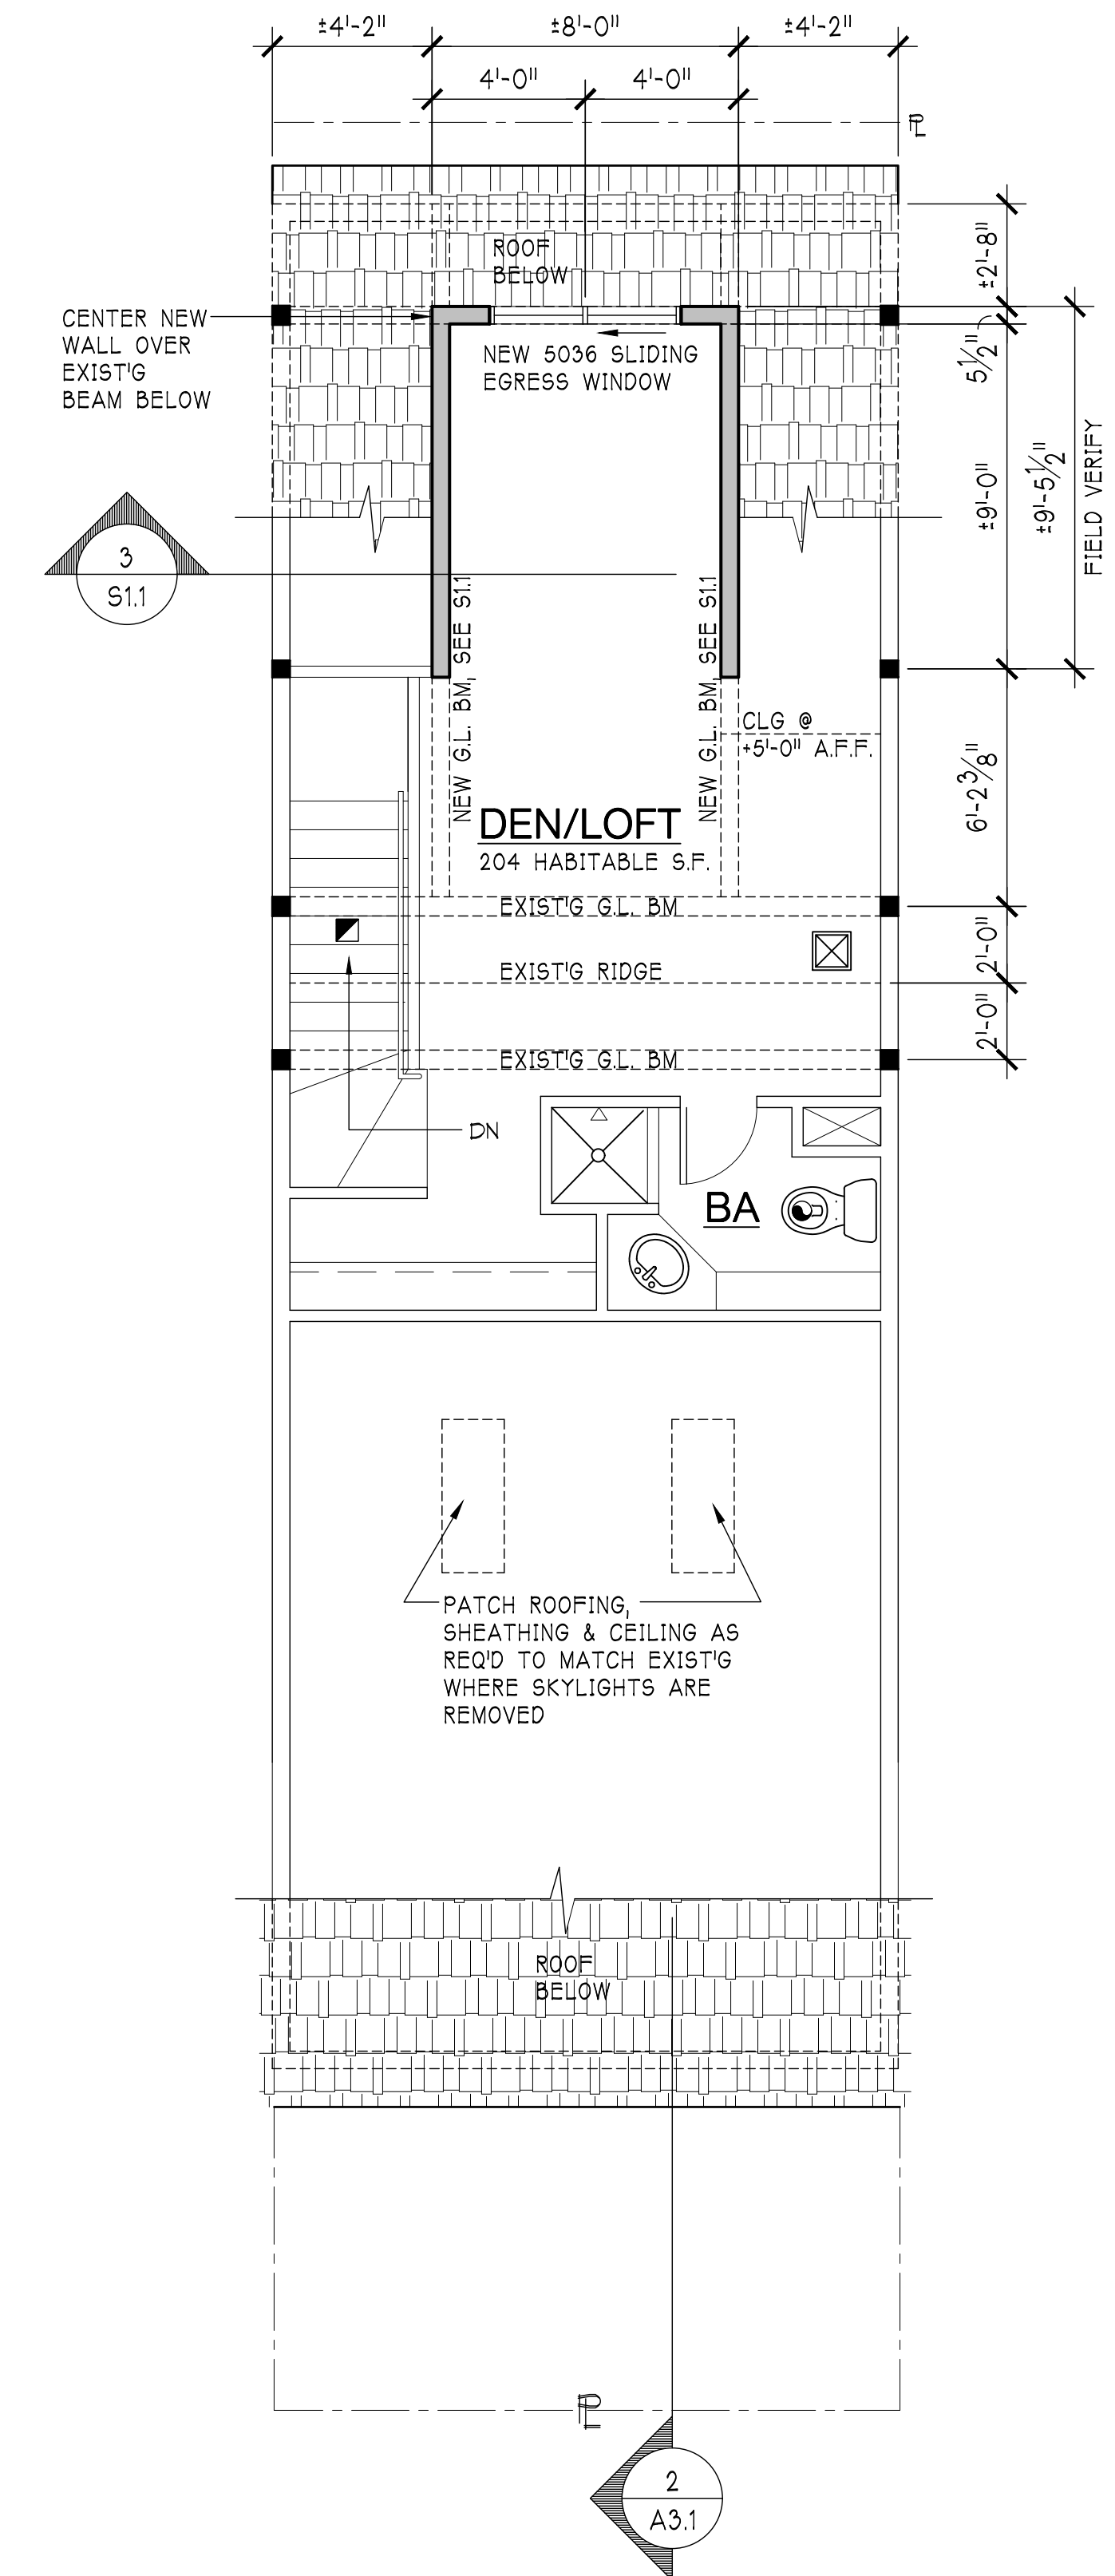 ±4'-2" ±8'-0" ±4'-2"
4'-0" 4'-0"
PL
ROOF
BELOW
±2'-8"
CENTER NEW
WALL OVER
EXIST'G
BEAM BELOW
5 1/2"
NEW 5036 SLIDING
EGRESS WINDOW
±9'-0"
±9'-5 1/2"
FIELD VERIFY
3
S1.1
NEW G.L. BM, SEE S1.1
NEW G.L. BM, SEE S1.1
CLG @
+5'-0" A.F.F.
6'-2 3/8"
DEN/LOFT
204 HABITABLE S.F.
EXIST'G G.L. BM
2'-0"
EXIST'G RIDGE
2'-0"
EXIST'G G.L. BM
DN
BA
PATCH ROOFING,
SHEATHING & CEILING AS
REQ'D TO MATCH EXIST'G
WHERE SKYLIGHTS ARE
REMOVED
ROOF
BELOW
PL
2
A3.1